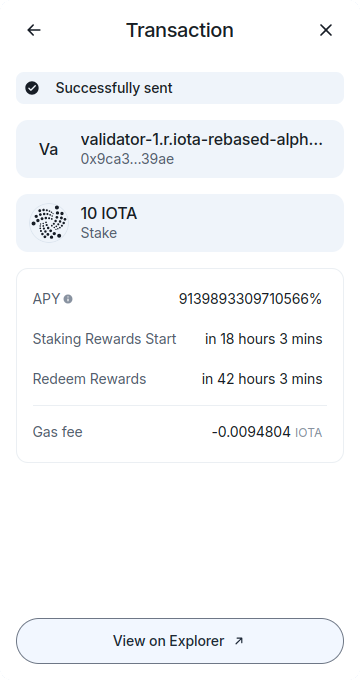 Transaction
Successfully sent
Va
validator-1.r.iota-rebased-alph...
0x9ca3...39ae
10 IOTA
Stake
APY 9139893309710566%
Staking Rewards Start in 18 hours 3 mins
Redeem Rewards in 42 hours 3 mins
Gas fee -0.0094804 IOTA
View on Explorer